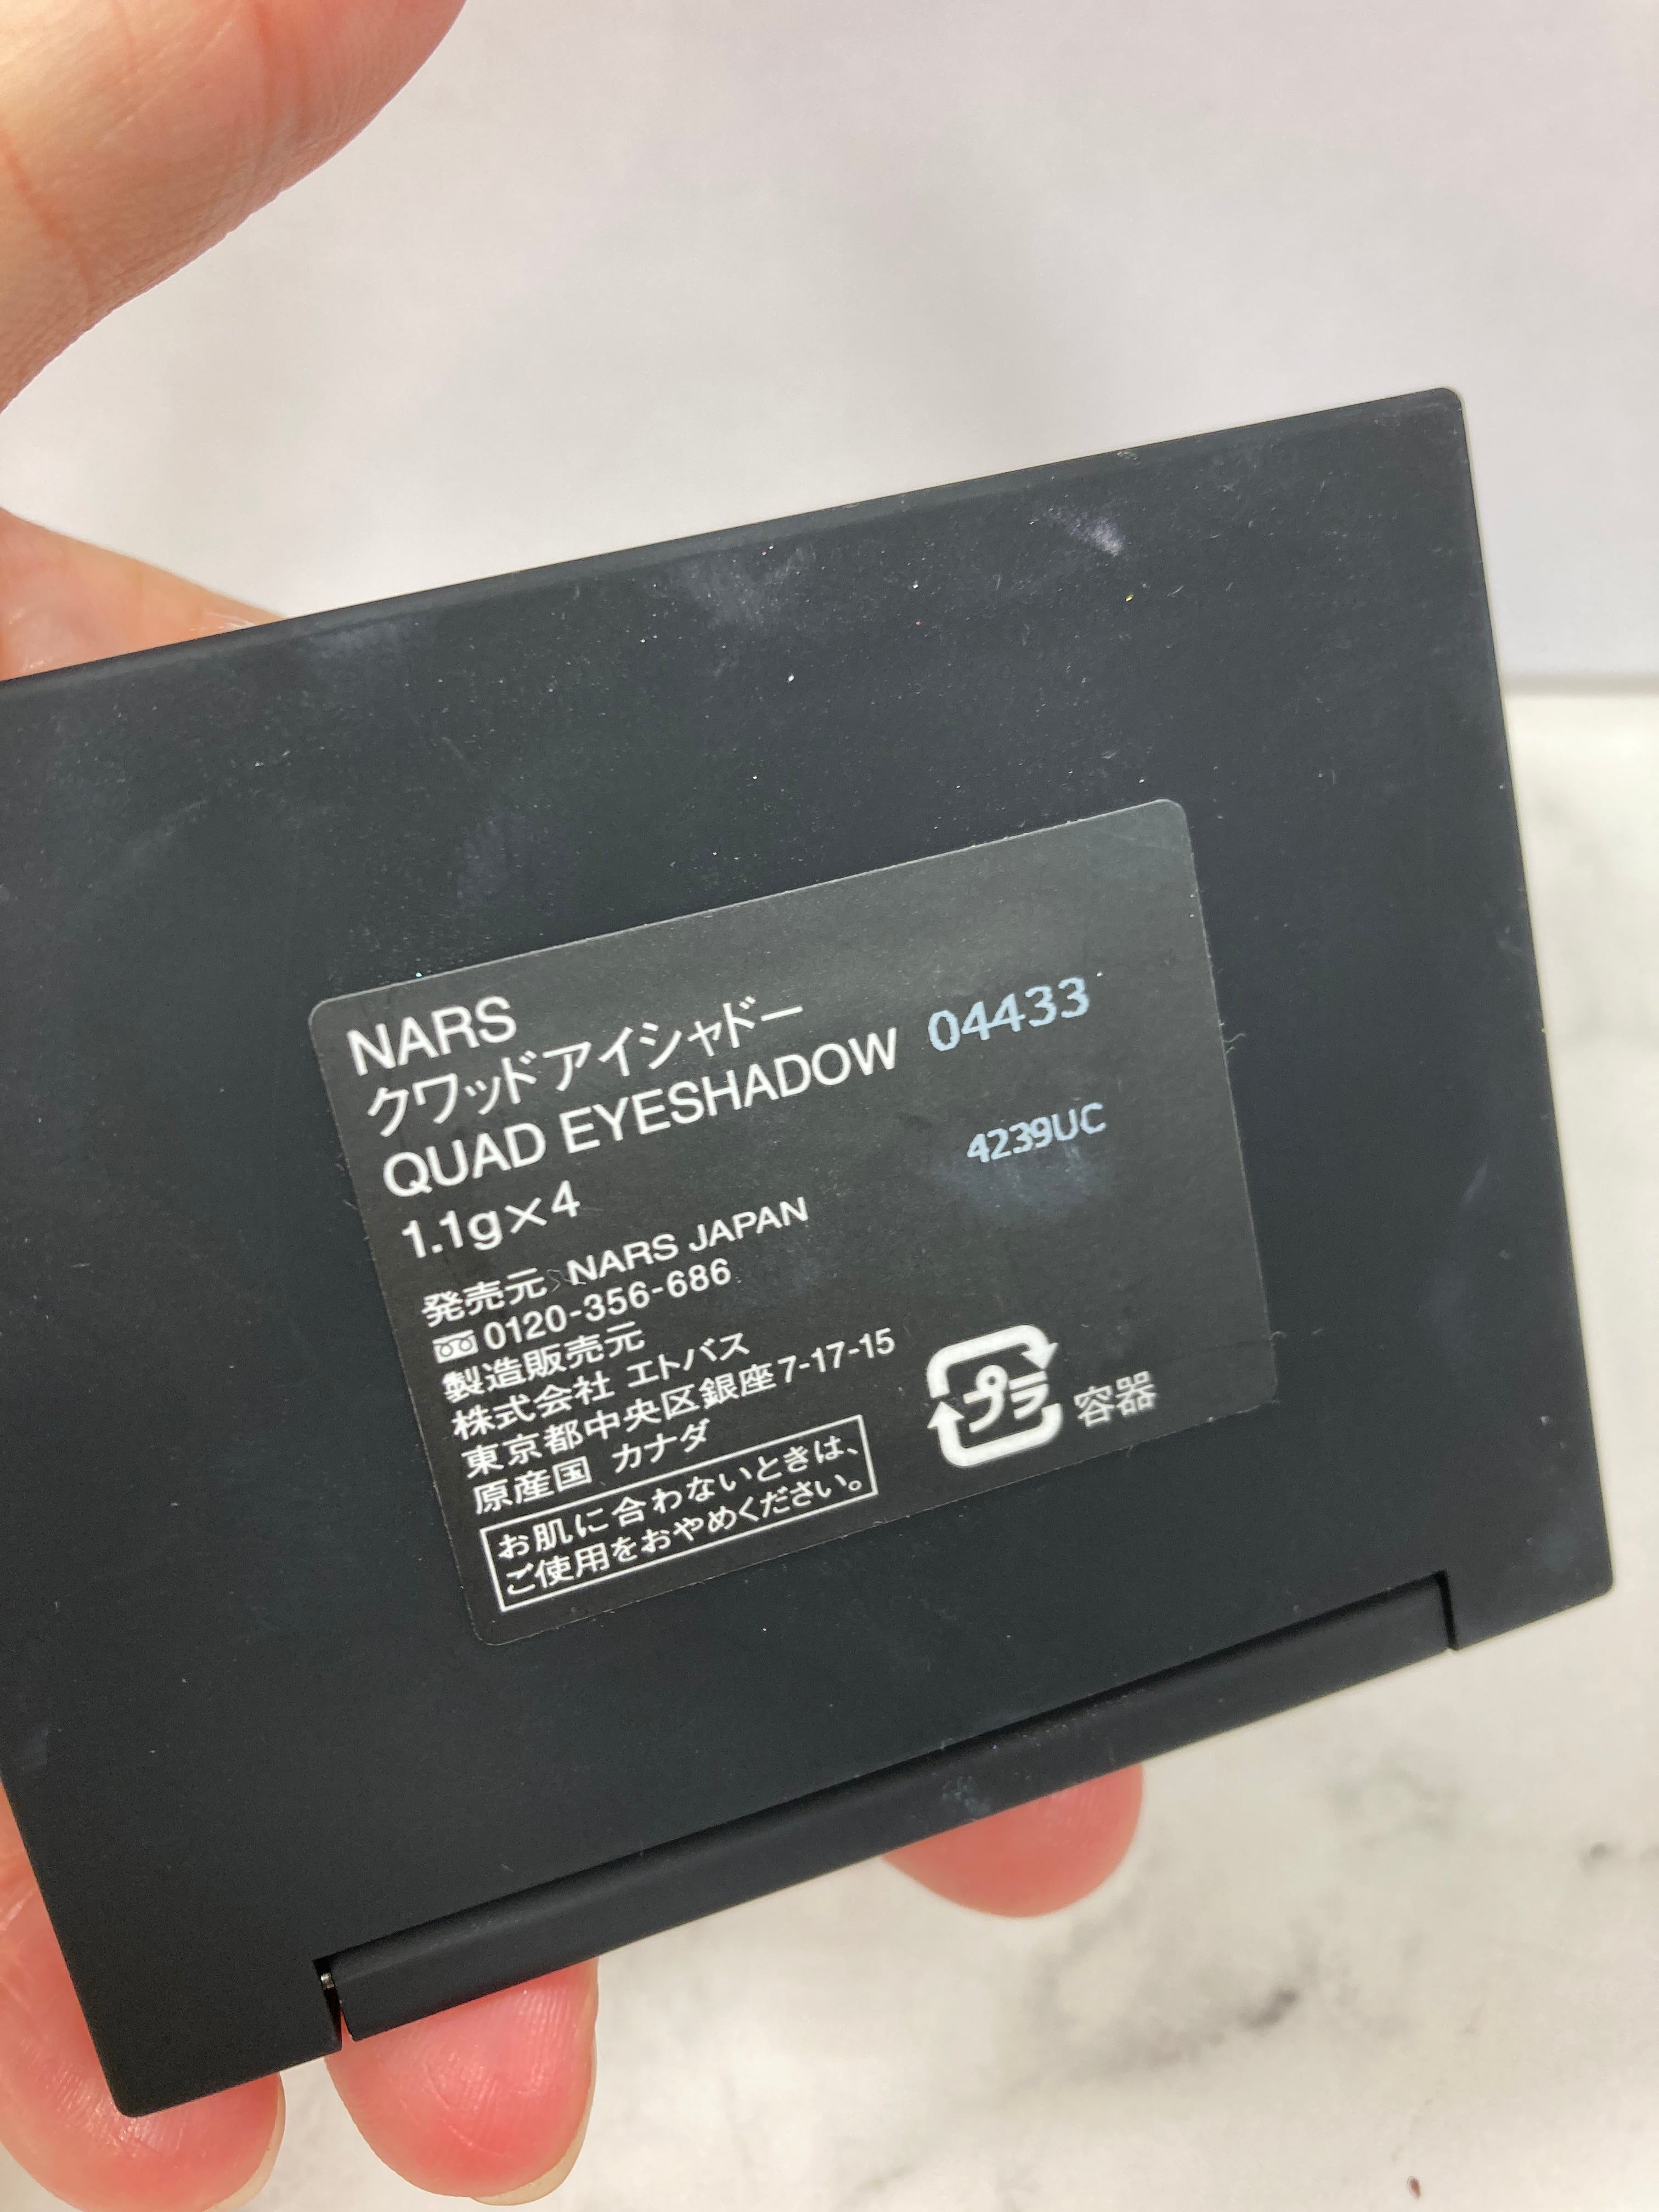 NARS
クワッドアイシャドー
QUAD EYESHADOW 04433
1.1g×4
4239UC
発売元 NARS JAPAN
0120-356-686
製造販売元
株式会社 エトバス
東京都中央区銀座7-17-15
原産国 カナダ
お肌に合わないときは、
ご使用をおやめください。
プラ 容器